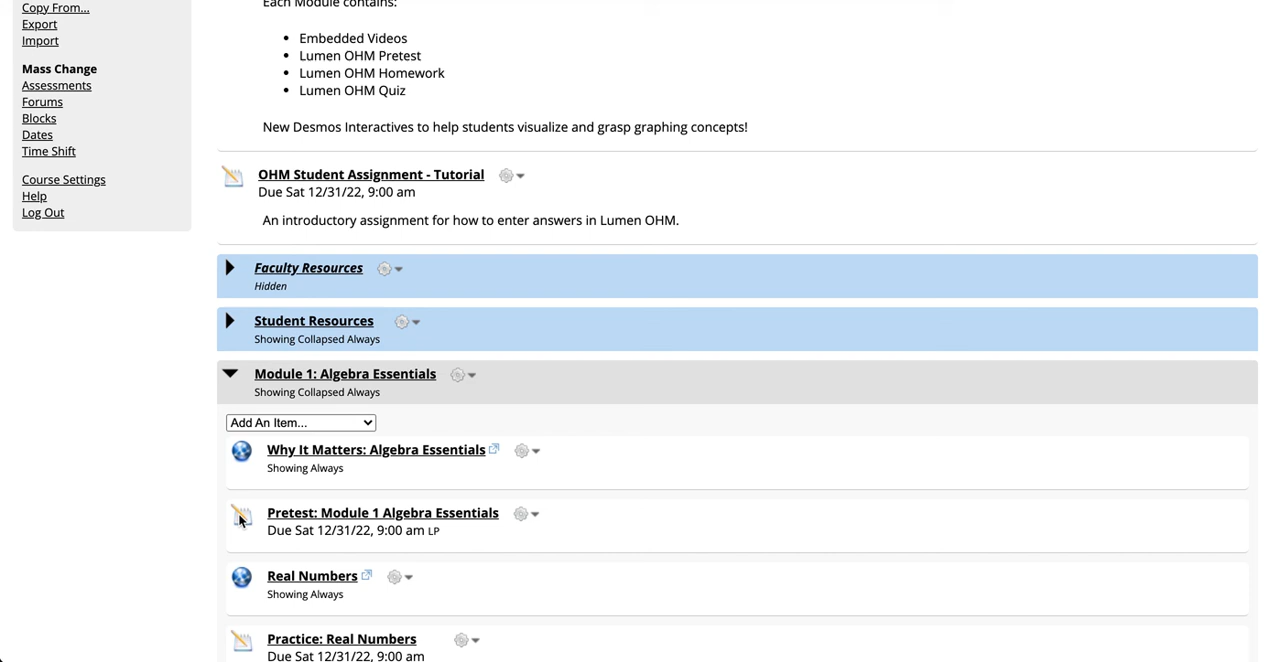 Copy From...
Export
Import
Mass Change
Assessments
Forums
Blocks
Dates
Time Shift
Course Settings
Help
Log Out
Each Module contains:
Embedded Videos
Lumen OHM Pretest
Lumen OHM Homework
Lumen OHM Quiz
New Desmos Interactives to help students visualize and grasp graphing concepts!
OHM Student Assignment - Tutorial
Due Sat 12/31/22, 9:00 am
An introductory assignment for how to enter answers in Lumen OHM.
Faculty Resources
Hidden
Student Resources
Showing Collapsed Always
Module 1: Algebra Essentials
Showing Collapsed Always
Add An Item...
Why It Matters: Algebra Essentials
Showing Always
Pretest: Module 1 Algebra Essentials
Due Sat 12/31/22, 9:00 am LP
Real Numbers
Showing Always
Practice: Real Numbers
Due Sat 12/31/22, 9:00 am